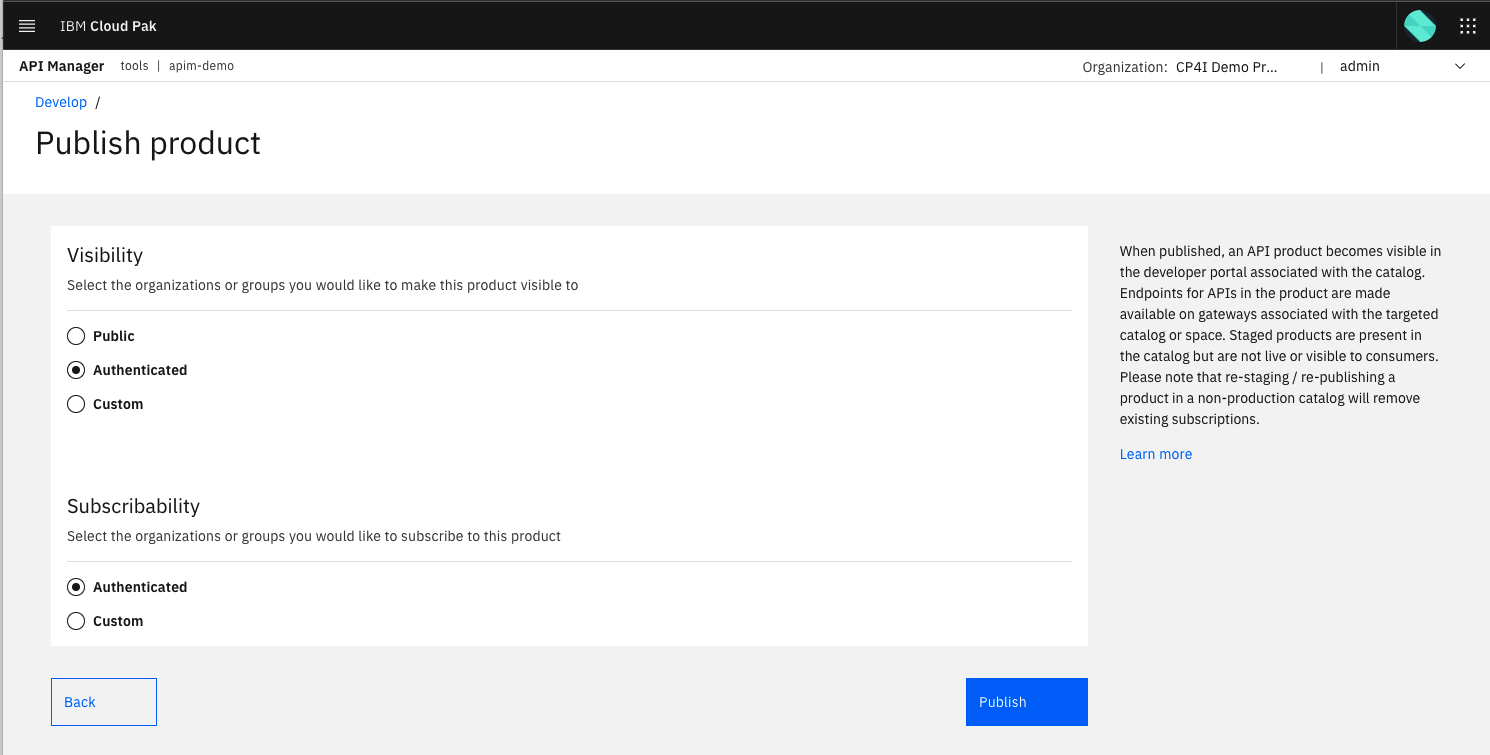 IBM Cloud Pak
API Manager tools | apim-demo Organization: CP4I Demo Pr... | admin
Develop /
Publish product
Visibility
Select the organizations or groups you would like to make this product visible to
Public
Authenticated
Custom
Subscribability
Select the organizations or groups you would like to subscribe to this product
Authenticated
Custom
Back
Publish
When published, an API product becomes visible in
the developer portal associated with the catalog.
Endpoints for APIs in the product are made
available on gateways associated with the targeted
catalog or space. Staged products are present in
the catalog but are not live or visible to consumers.
Please note that re-staging / re-publishing a
product in a non-production catalog will remove
existing subscriptions.
Learn more